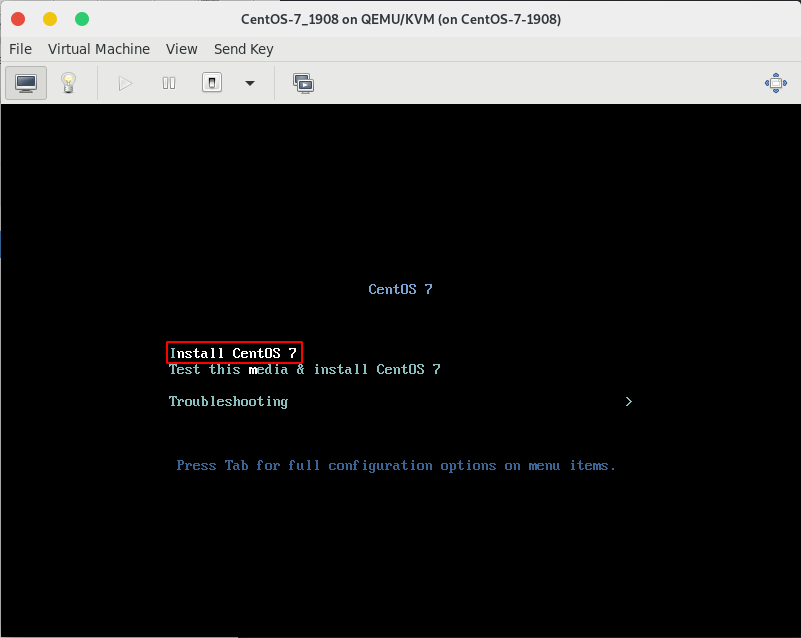 CentOS-7_1908 on QEMU/KVM (on CentOS-7-1908)
File Virtual Machine View Send Key
CentOS 7
Install CentOS 7
Test this media & install CentOS 7
Troubleshooting >
Press Tab for full configuration options on menu items.